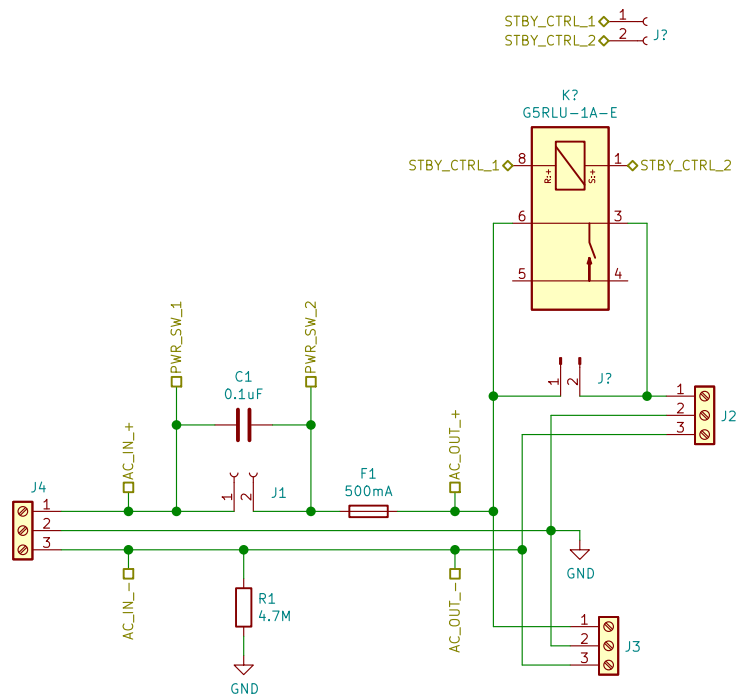 STBY_CTRL_1 1
STBY_CTRL_2 2 J?
K?
G5RLU-1A-E
STBY_CTRL_1 8 R:+ S:+ 1 STBY_CTRL_2
6 3
5 4
PWR_SW_1 PWR_SW_2
C1
0.1uF
1 2 J?
AC_IN_+ AC_OUT_+
1
2 J2
3
J4
1 2 J1
F1
500mA
1
2
3
GND
AC_IN_- AC_OUT_-
R1
4.7M
GND
1
2 J3
3